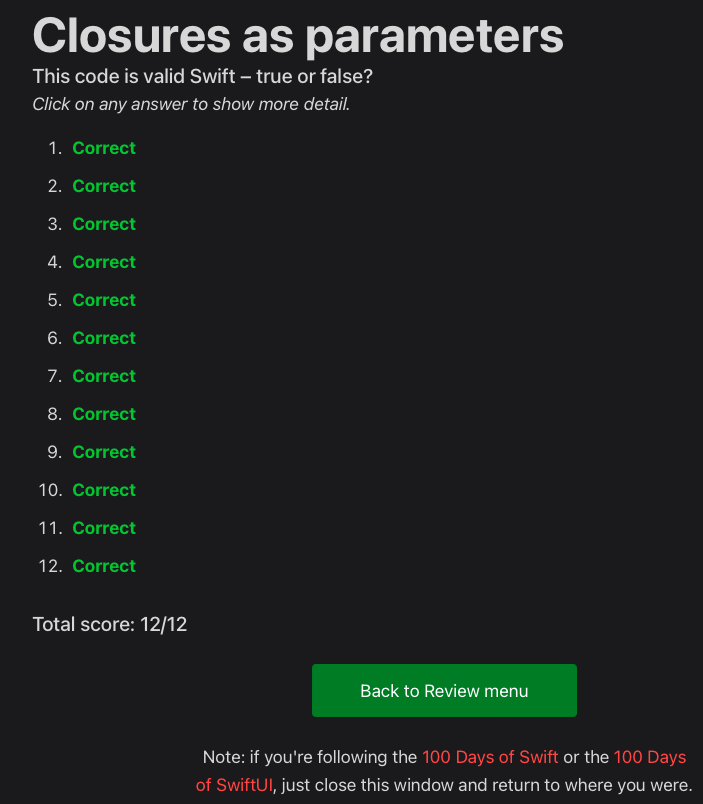 Closures as parameters
This code is valid Swift – true or false?
Click on any answer to show more detail.
1. Correct
2. Correct
3. Correct
4. Correct
5. Correct
6. Correct
7. Correct
8. Correct
9. Correct
10. Correct
11. Correct
12. Correct
Total score: 12/12
Back to Review menu
Note: if you're following the 100 Days of Swift or the 100 Days
of SwiftUI, just close this window and return to where you were.